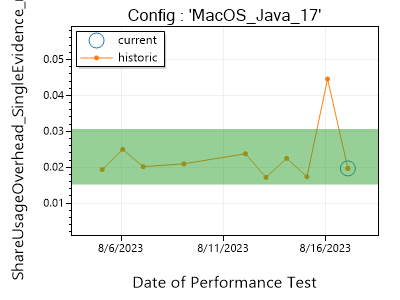 Config : 'MacOS_Java_17'
current
historic
0.05
0.04
0.03
0.02
0.01
ShareUsageOverhead_SingleEvidence_
8/6/2023
8/11/2023
8/16/2023
Date of Performance Test